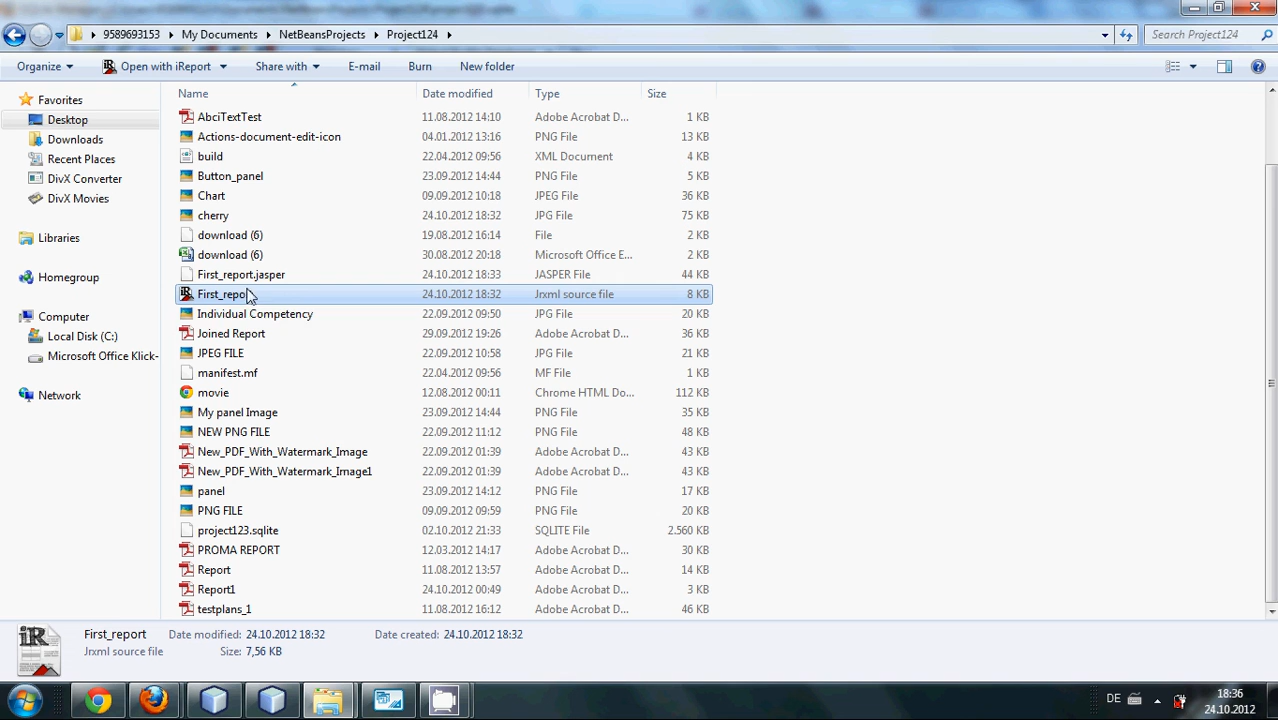 9589693153 ▸ My Documents ▸ NetBeansProjects ▸ Project124 ▸
Search Project124
Organize Open with iReport Share with E-mail Burn New folder
Name Date modified Type Size
Favorites
Desktop
Downloads
Recent Places
DivX Converter
DivX Movies
Libraries
Homegroup
Computer
Local Disk (C:)
Microsoft Office Klick-
Network
AbciTextTest 11.08.2012 14:10 Adobe Acrobat D... 1 KB
Actions-document-edit-icon 04.01.2012 13:16 PNG File 13 KB
build 22.04.2012 09:56 XML Document 4 KB
Button_panel 23.09.2012 14:44 PNG File 5 KB
Chart 09.09.2012 10:18 JPEG File 36 KB
cherry 24.10.2012 18:32 JPG File 75 KB
download (6) 19.08.2012 16:14 File 2 KB
download (6) 30.08.2012 20:18 Microsoft Office E... 2 KB
First_report.jasper 24.10.2012 18:33 JASPER File 44 KB
First_report 24.10.2012 18:32 Jrxml source file 8 KB
Individual Competency 22.09.2012 09:50 JPG File 20 KB
Joined Report 29.09.2012 19:26 Adobe Acrobat D... 36 KB
JPEG FILE 22.09.2012 10:58 JPG File 21 KB
manifest.mf 22.04.2012 09:56 MF File 1 KB
movie 12.08.2012 00:11 Chrome HTML Do... 112 KB
My panel Image 23.09.2012 14:44 PNG File 35 KB
NEW PNG FILE 22.09.2012 11:12 PNG File 48 KB
New_PDF_With_Watermark_Image 22.09.2012 01:39 Adobe Acrobat D... 43 KB
New_PDF_With_Watermark_Image1 22.09.2012 01:39 Adobe Acrobat D... 43 KB
panel 23.09.2012 14:12 PNG File 17 KB
PNG FILE 09.09.2012 09:59 PNG File 20 KB
project123.sqlite 02.10.2012 21:33 SQLITE File 2.560 KB
PROMA REPORT 12.03.2012 14:17 Adobe Acrobat D... 30 KB
Report 11.08.2012 13:57 Adobe Acrobat D... 14 KB
Report1 24.10.2012 00:49 Adobe Acrobat D... 3 KB
testplans_1 11.08.2012 16:12 Adobe Acrobat D... 46 KB
iR
First_report Date modified: 24.10.2012 18:32 Date created: 24.10.2012 18:32
Jrxml source file Size: 7,56 KB
DE
18:36
24.10.2012